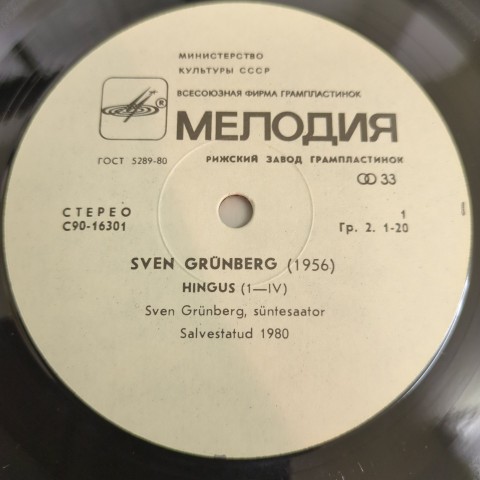 МИНИСТЕРСТВО
КУЛЬТУРЫ СССР
ВСЕСОЮЗНАЯ ФИРМА ГРАМПЛАСТИНОК
® МЕЛОДИЯ
ГОСТ 5289-80 РИЖСКИЙ ЗАВОД ГРАМПЛАСТИНОК
33
СТЕРЕО 1
С90-16301 Гр. 2. 1-20
SVEN GRÜNBERG (1956)
HINGUS (1—IV)
Sven Grünberg, süntesaator
Salvestatud 1980